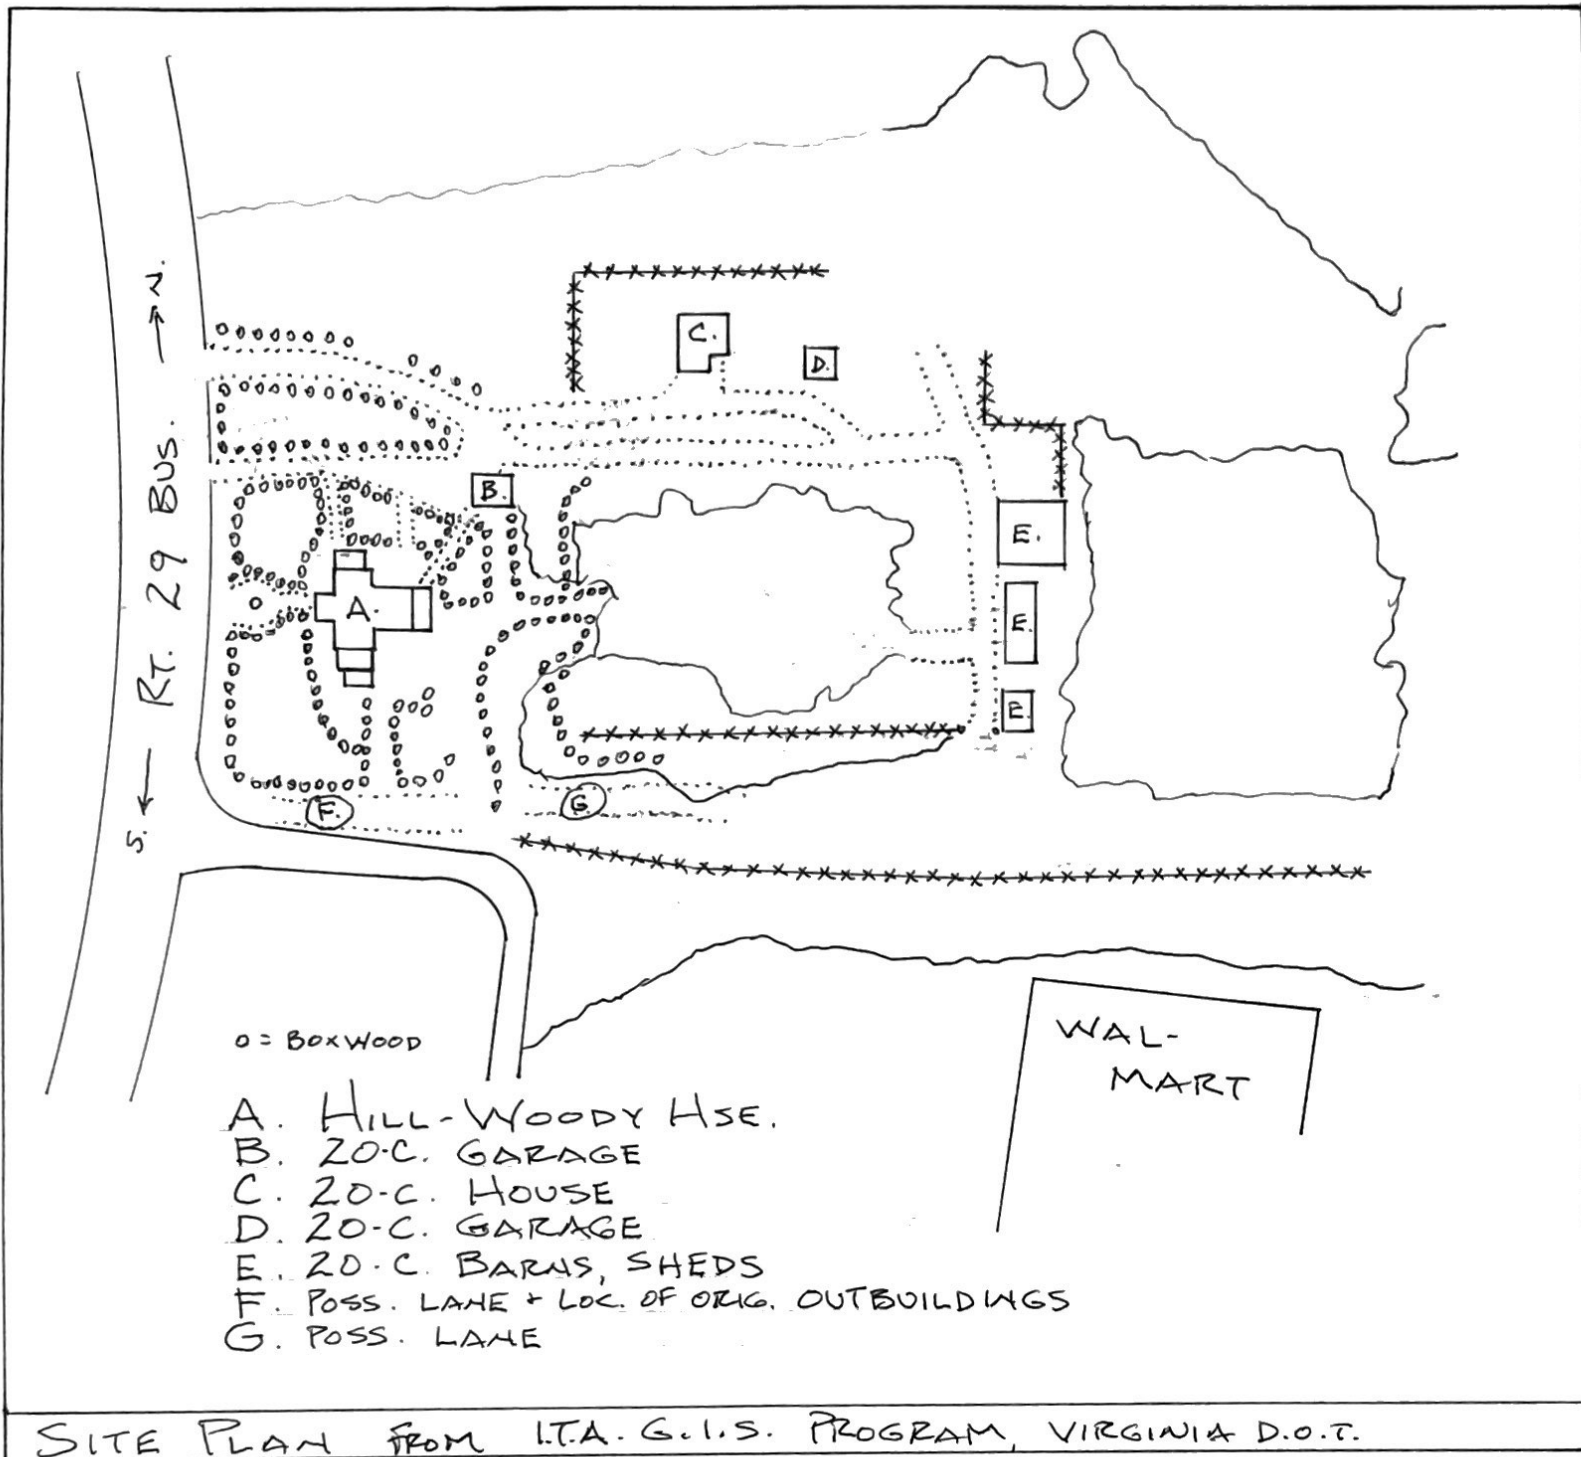 → N.
RT. 29 BUS.
S. ←
C.
D.
B.
E.
A.
E.
E.
F.
G.
O = BOXWOOD
WAL-
MART
A. HILL-WOODY HSE.
B. 20-C. GARAGE
C. 20-C. HOUSE
D. 20-C. GARAGE
E. 20-C. BARNS, SHEDS
F. POSS. LANE + LOC. OF ORIG. OUTBUILDINGS
G. POSS. LANE
SITE PLAN FROM I.T.A. G.I.S. PROGRAM, VIRGINIA D.O.T.